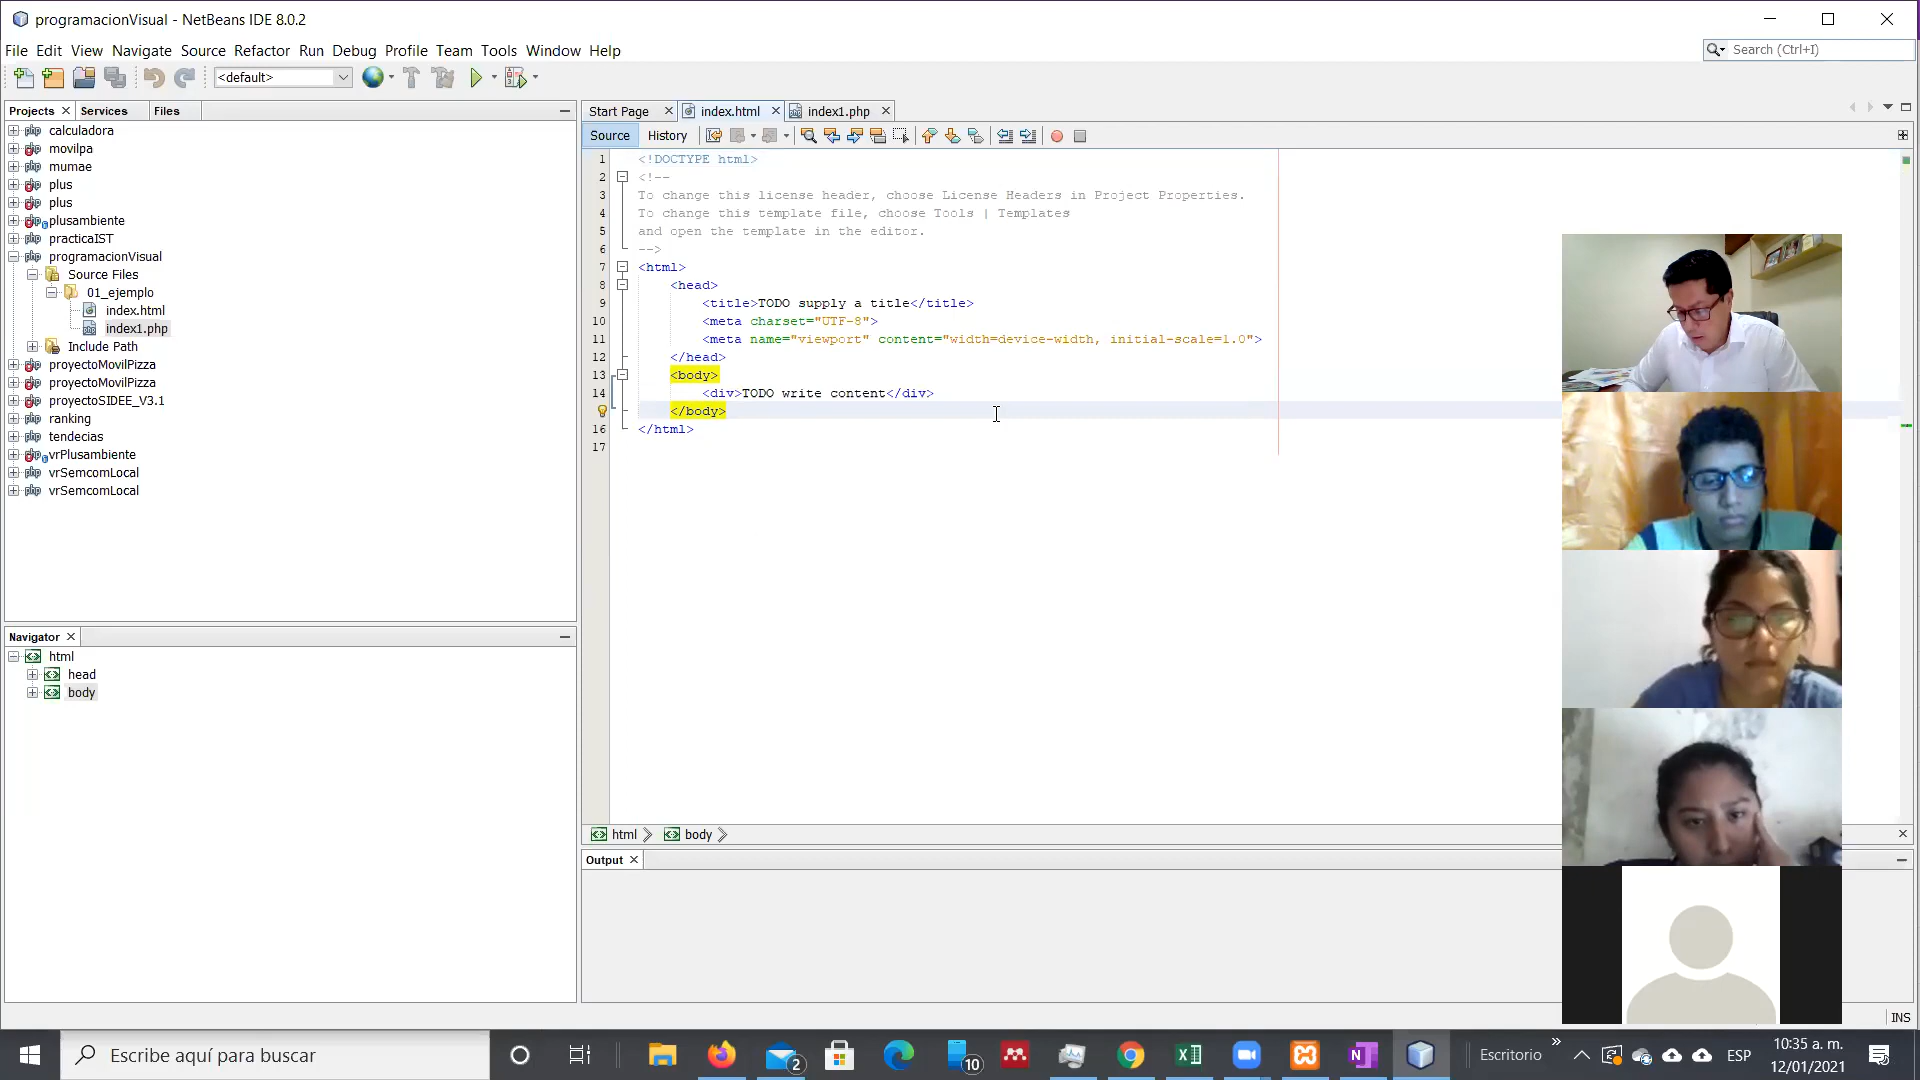 programacionVisual - NetBeans IDE 8.0.2
File Edit View Navigate Source Refactor Run Debug Profile Team Tools Window Help
Search (Ctrl+I)
<default>
Projects Services Files
calculadora
movilpa
mumae
plus
plus
plusambiente
practicaIST
programacionVisual
Source Files
01_ejemplo
index.html
index1.php
Include Path
proyectoMovilPizza
proyectoMovilPizza
proyectoSIDEE_V3.1
ranking
tendecias
vrPlusambiente
vrSemcomLocal
vrSemcomLocal
Navigator
html
head
body
Start Page index.html index1.php
Source History
1 <!DOCTYPE html>
2 <!--
3 To change this license header, choose License Headers in Project Properties.
4 To change this template file, choose Tools | Templates
5 and open the template in the editor.
6 -->
7 <html>
8 <head>
9 <title>TODO supply a title</title>
10 <meta charset="UTF-8">
11 <meta name="viewport" content="width=device-width, initial-scale=1.0">
12 </head>
13 <body>
14 <div>TODO write content</div>
</body>
16 </html>
17
html body
Output
INS
Escribe aquí para buscar
2
10
Escritorio
ESP
10:35 a. m.
12/01/2021